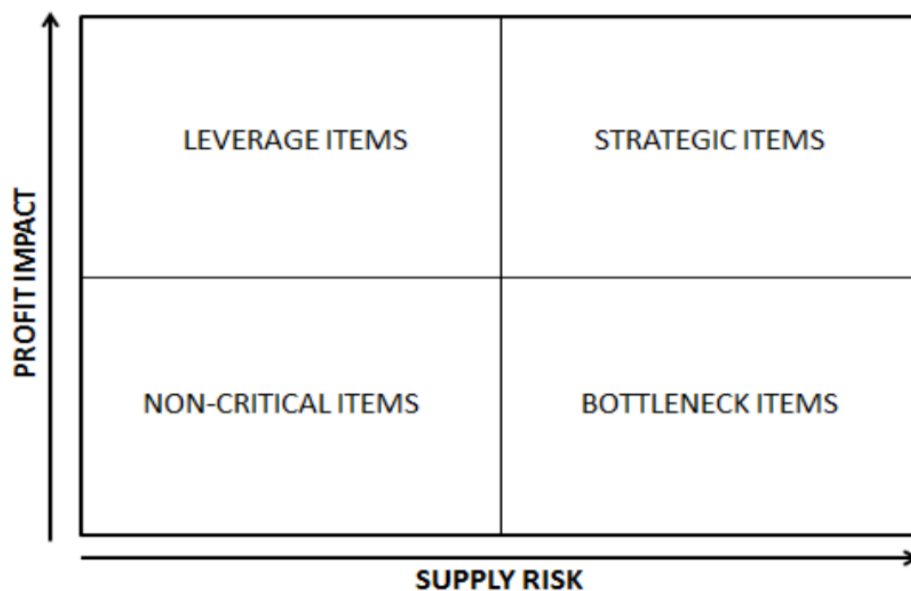 LEVERAGE ITEMS
STRATEGIC ITEMS
PROFIT IMPACT
NON-CRITICAL ITEMS
BOTTLENECK ITEMS
SUPPLY RISK